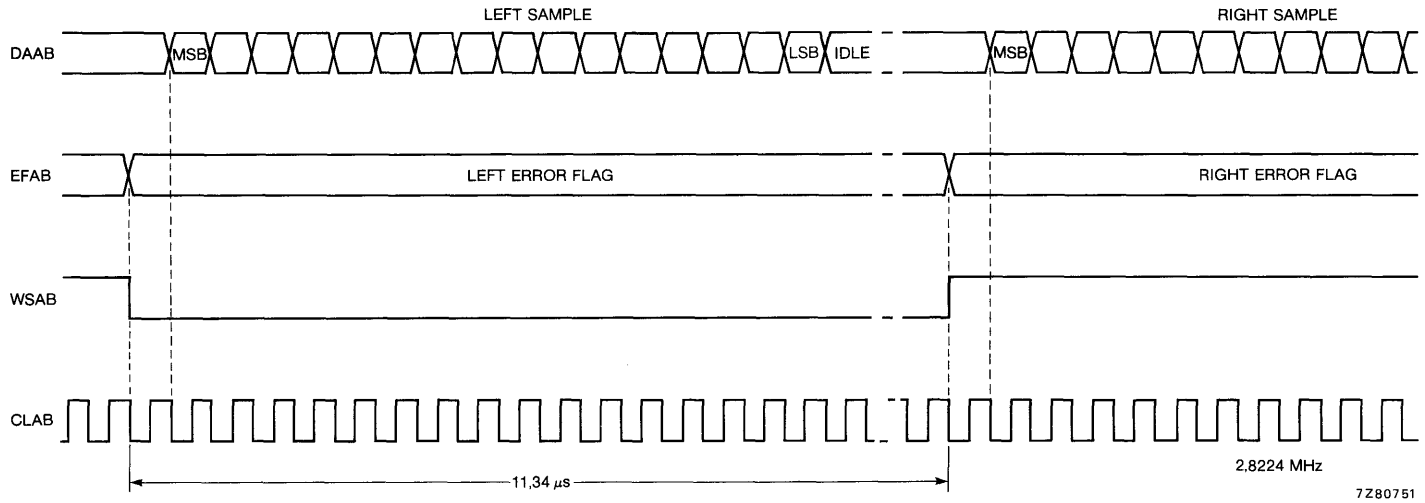 LEFT SAMPLE
RIGHT SAMPLE
DAAB
MSB
LSB
IDLE
MSB
EFAB
LEFT ERROR FLAG
RIGHT ERROR FLAG
WSAB
CLAB
2,8224 MHz
11,34 μs
7Z80751